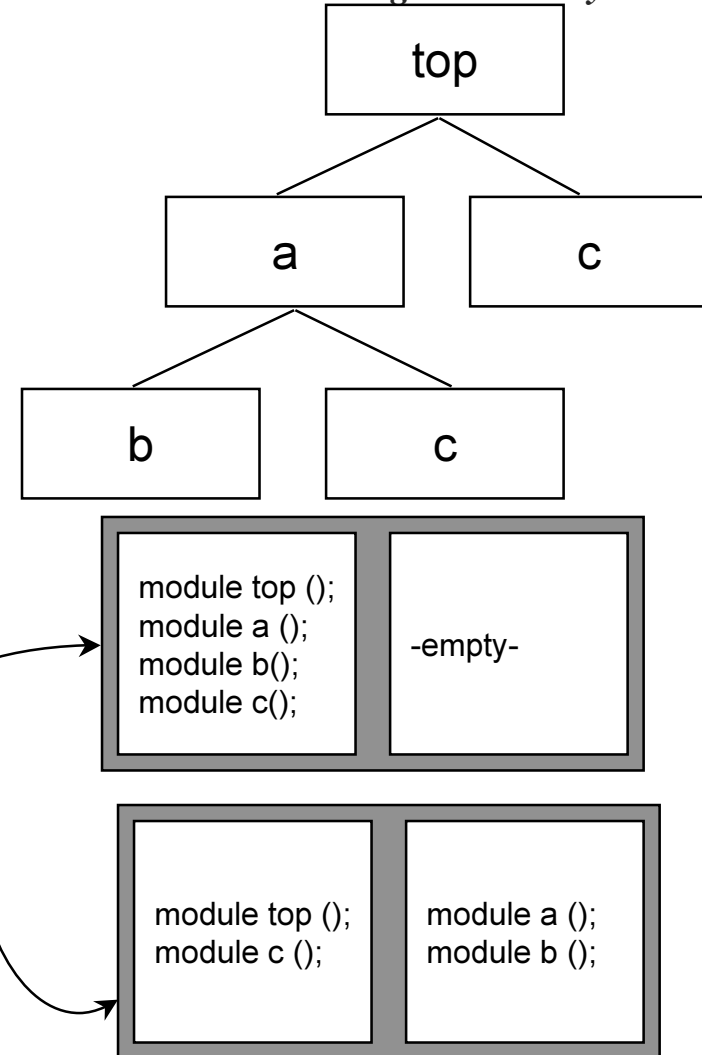 top
a
c
b
c
module top ();
module a ();
module b();
module c();
-empty-
module top ();
module c ();
module a ();
module b ();